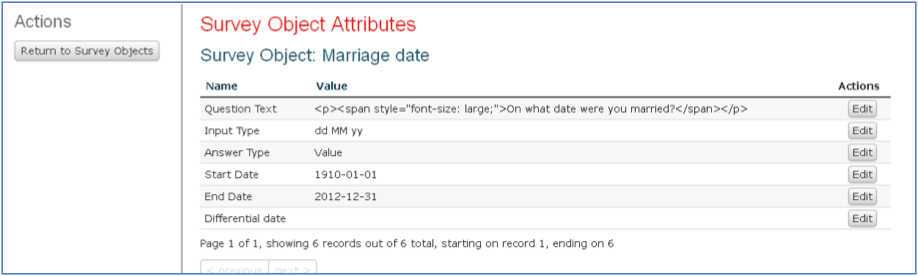 Actions
Return to Survey Objects
Survey Object Attributes
Survey Object: Marriage date
Name Value Actions
Question Text <p><span style="font-size: large;">On what date were you married?</span></p> Edit
Input Type dd MM yy Edit
Answer Type Value Edit
Start Date 1910-01-01 Edit
End Date 2012-12-31 Edit
Differential date Edit
Page 1 of 1, showing 6 records out of 6 total, starting on record 1, ending on 6
< previous next >